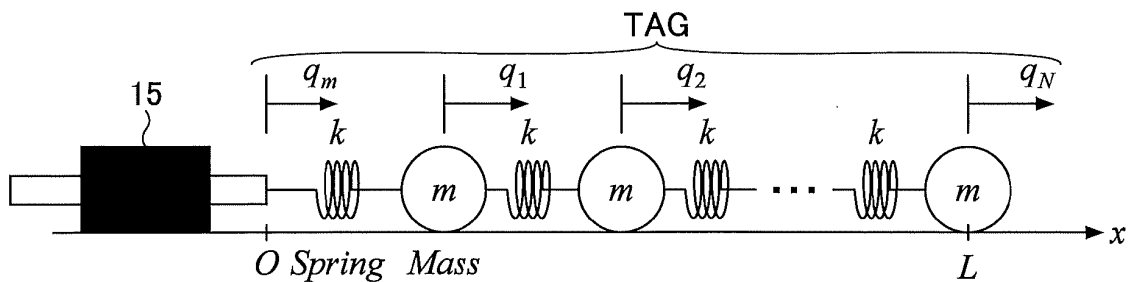 TAG
15 q_m q_1 q_2 q_N
k k k k
m m ... m
x
O Spring Mass L